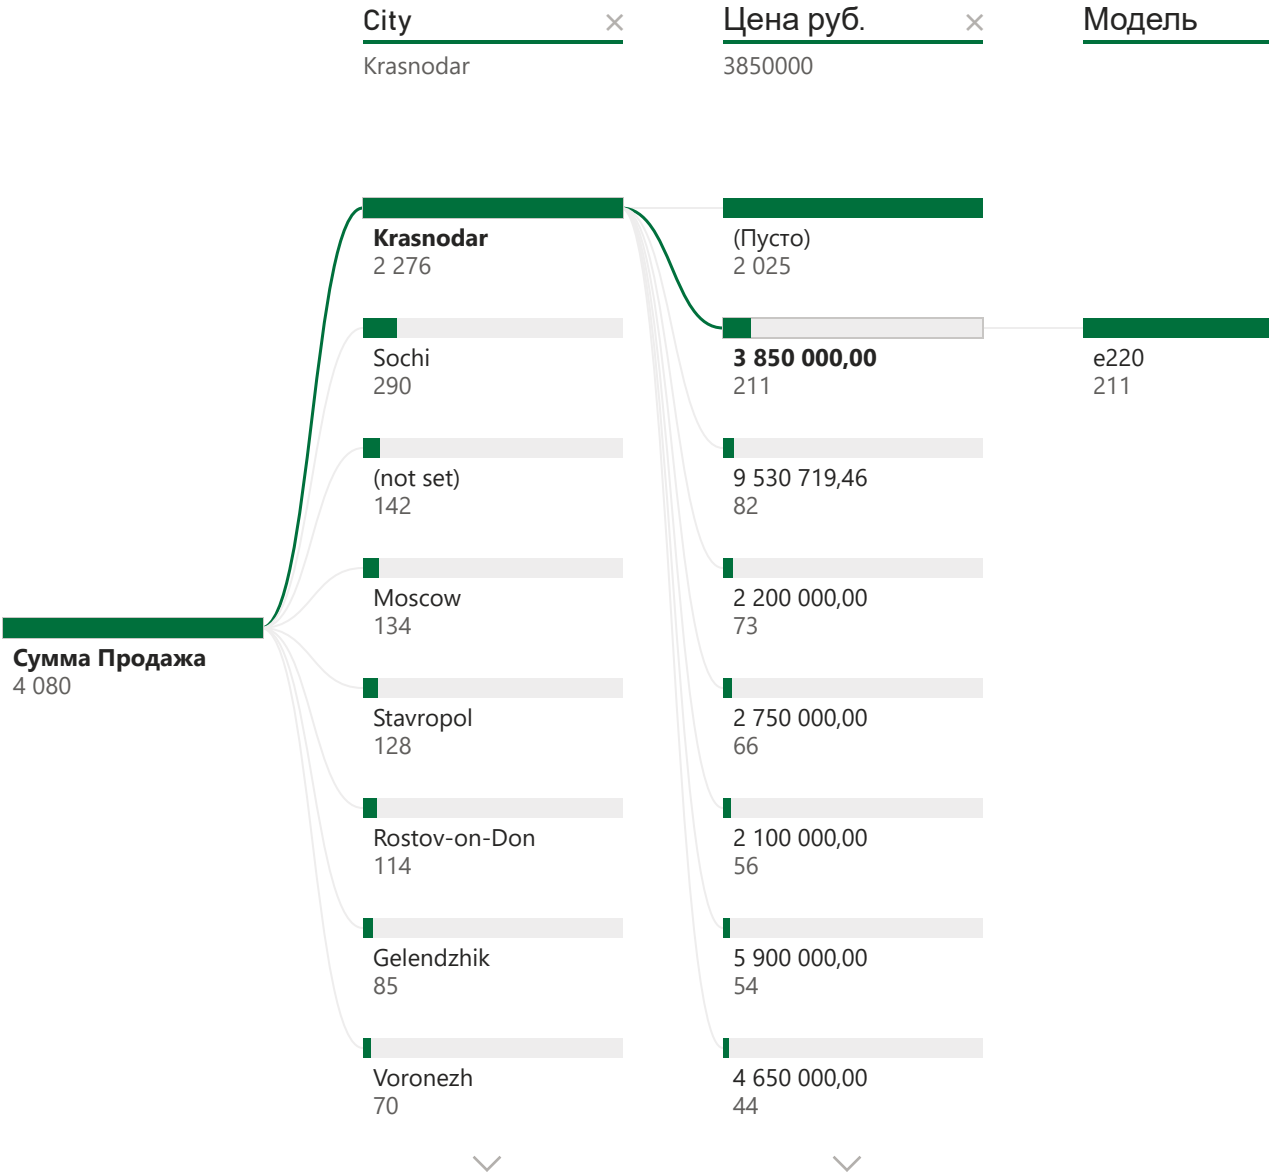 City
Цена руб.
Модель
Krasnodar
3850000
Krasnodar
2 276
(Пусто)
2 025
Sochi
290
3 850 000,00
211
e220
211
(not set)
142
9 530 719,46
82
Moscow
134
2 200 000,00
73
Сумма Продажа
4 080
Stavropol
128
2 750 000,00
66
Rostov-on-Don
114
2 100 000,00
56
Gelendzhik
85
5 900 000,00
54
Voronezh
70
4 650 000,00
44